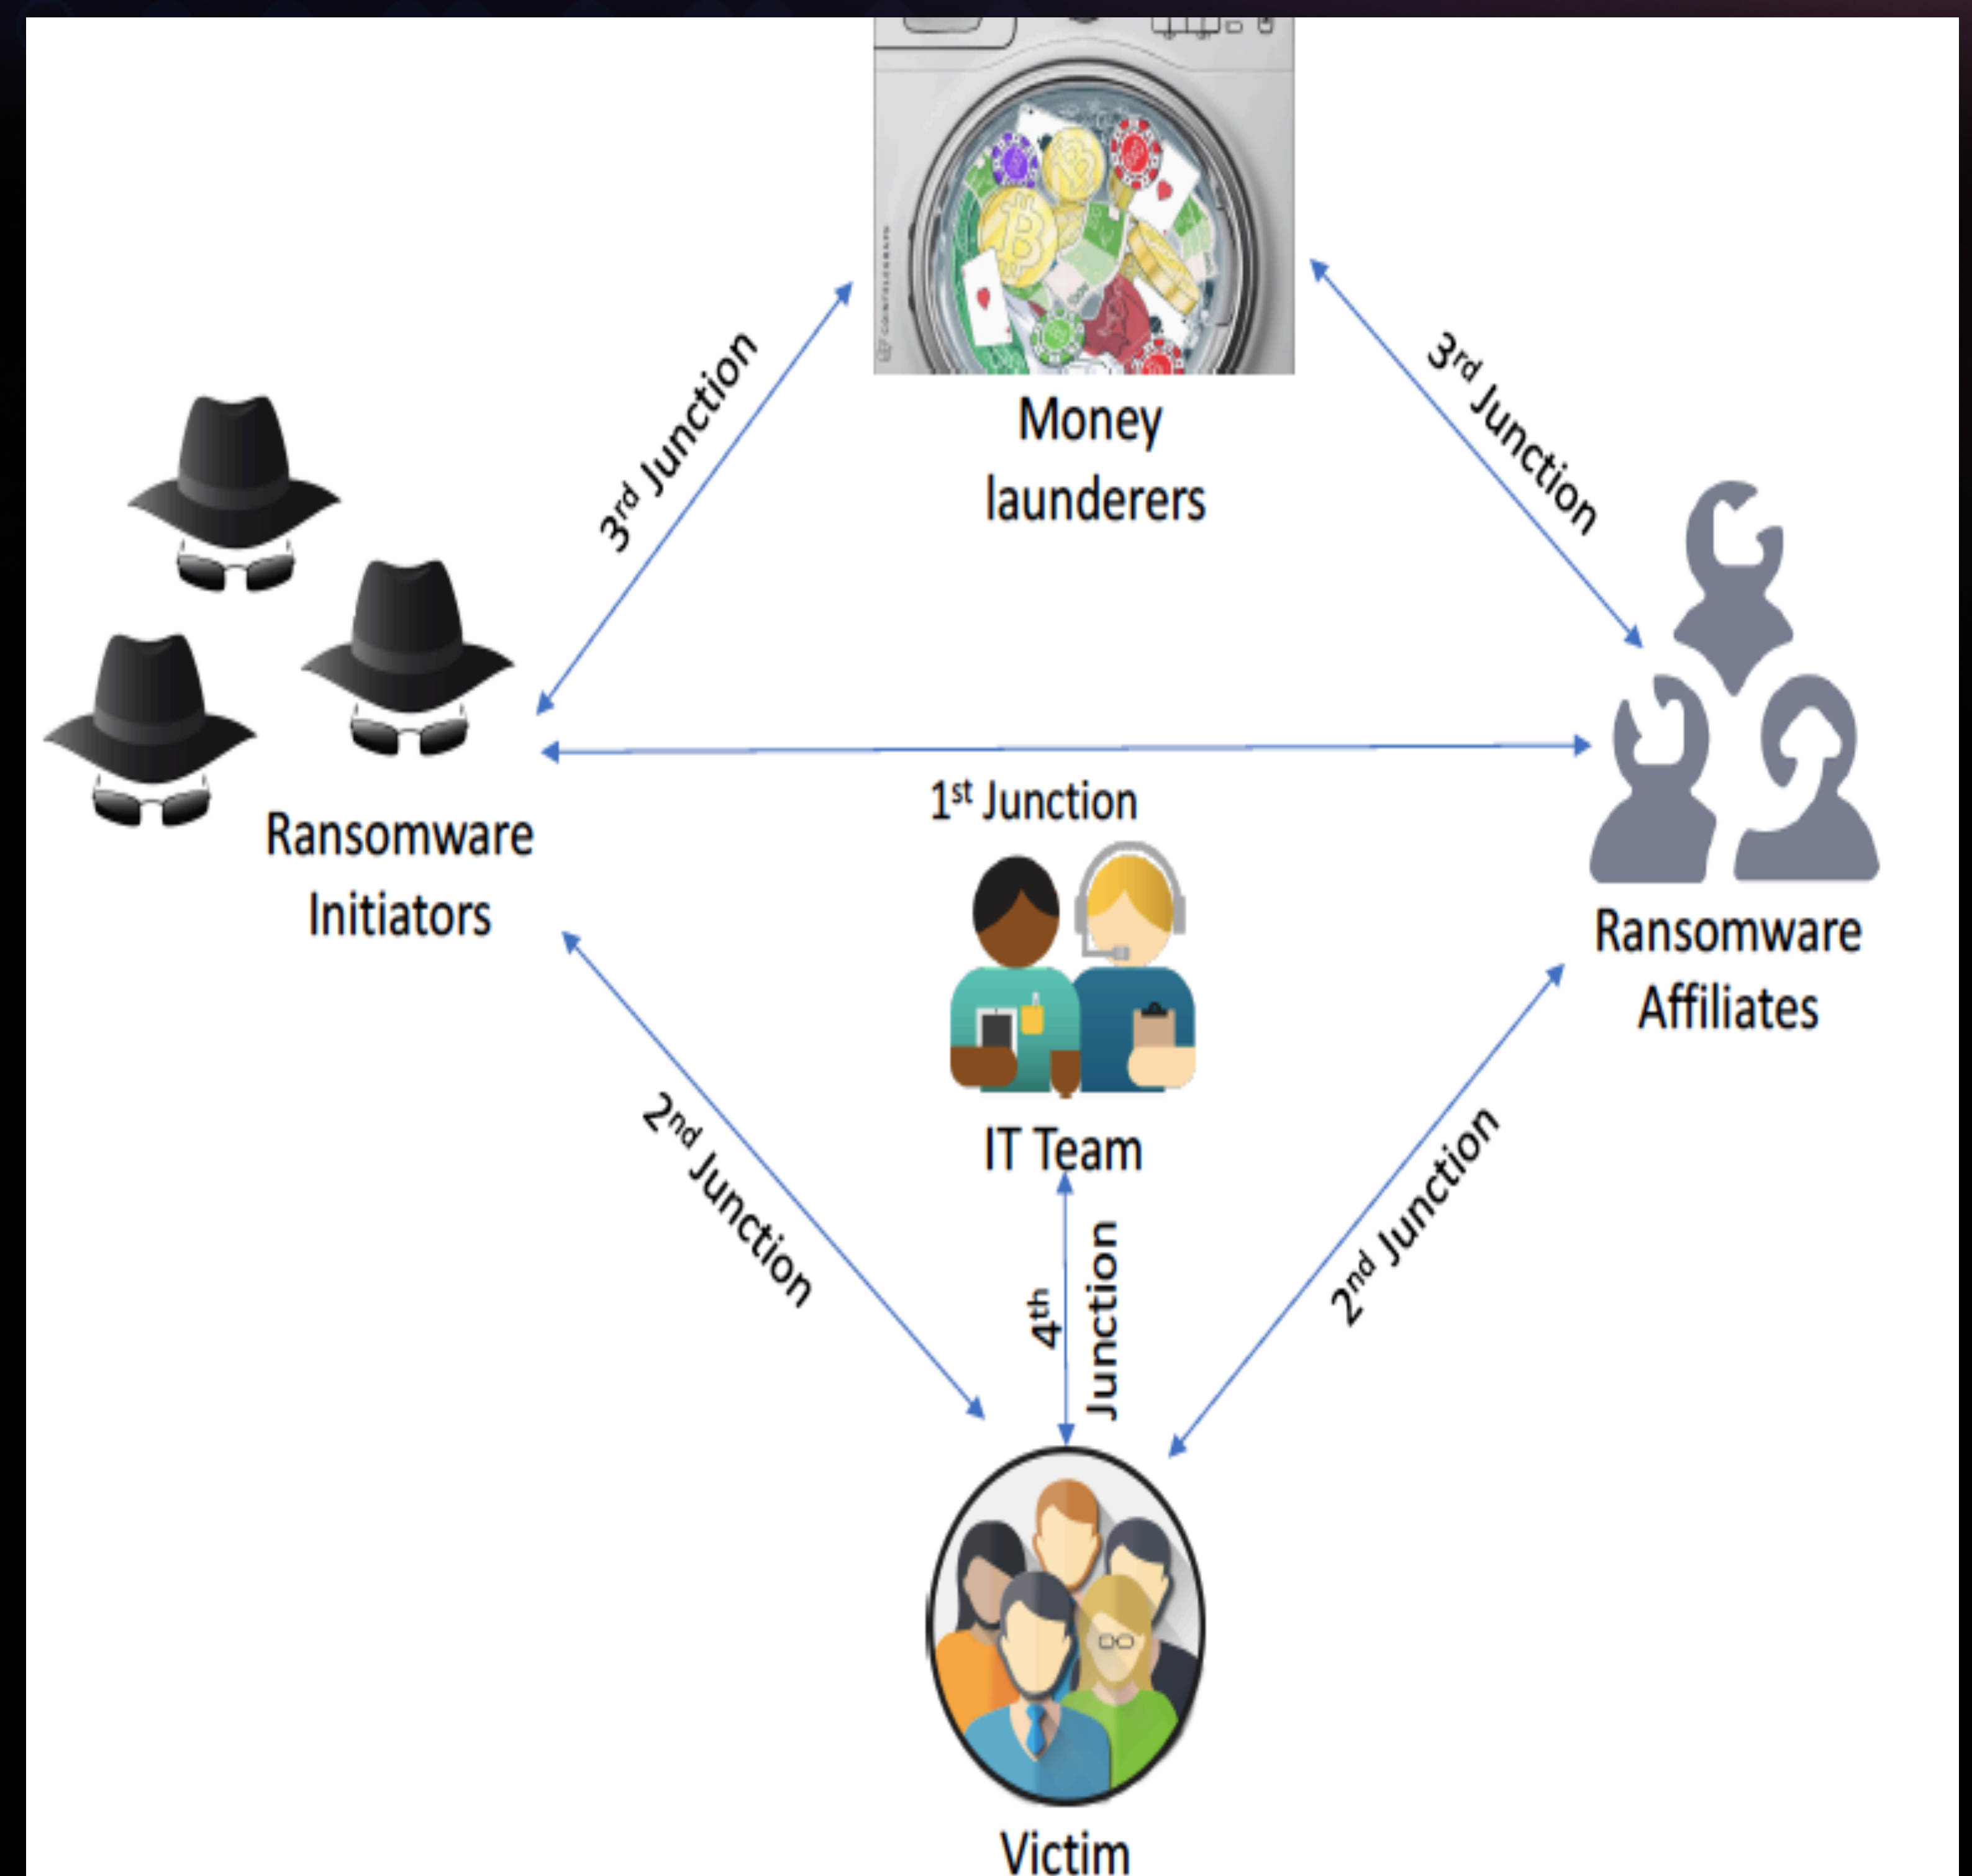 COINTELEGRAPH
Money
launderers
3rd Junction
3rd Junction
1st Junction
Ransomware
Initiators
Ransomware
Affiliates
IT Team
2nd Junction
4th
Junction
2nd Junction
Victim